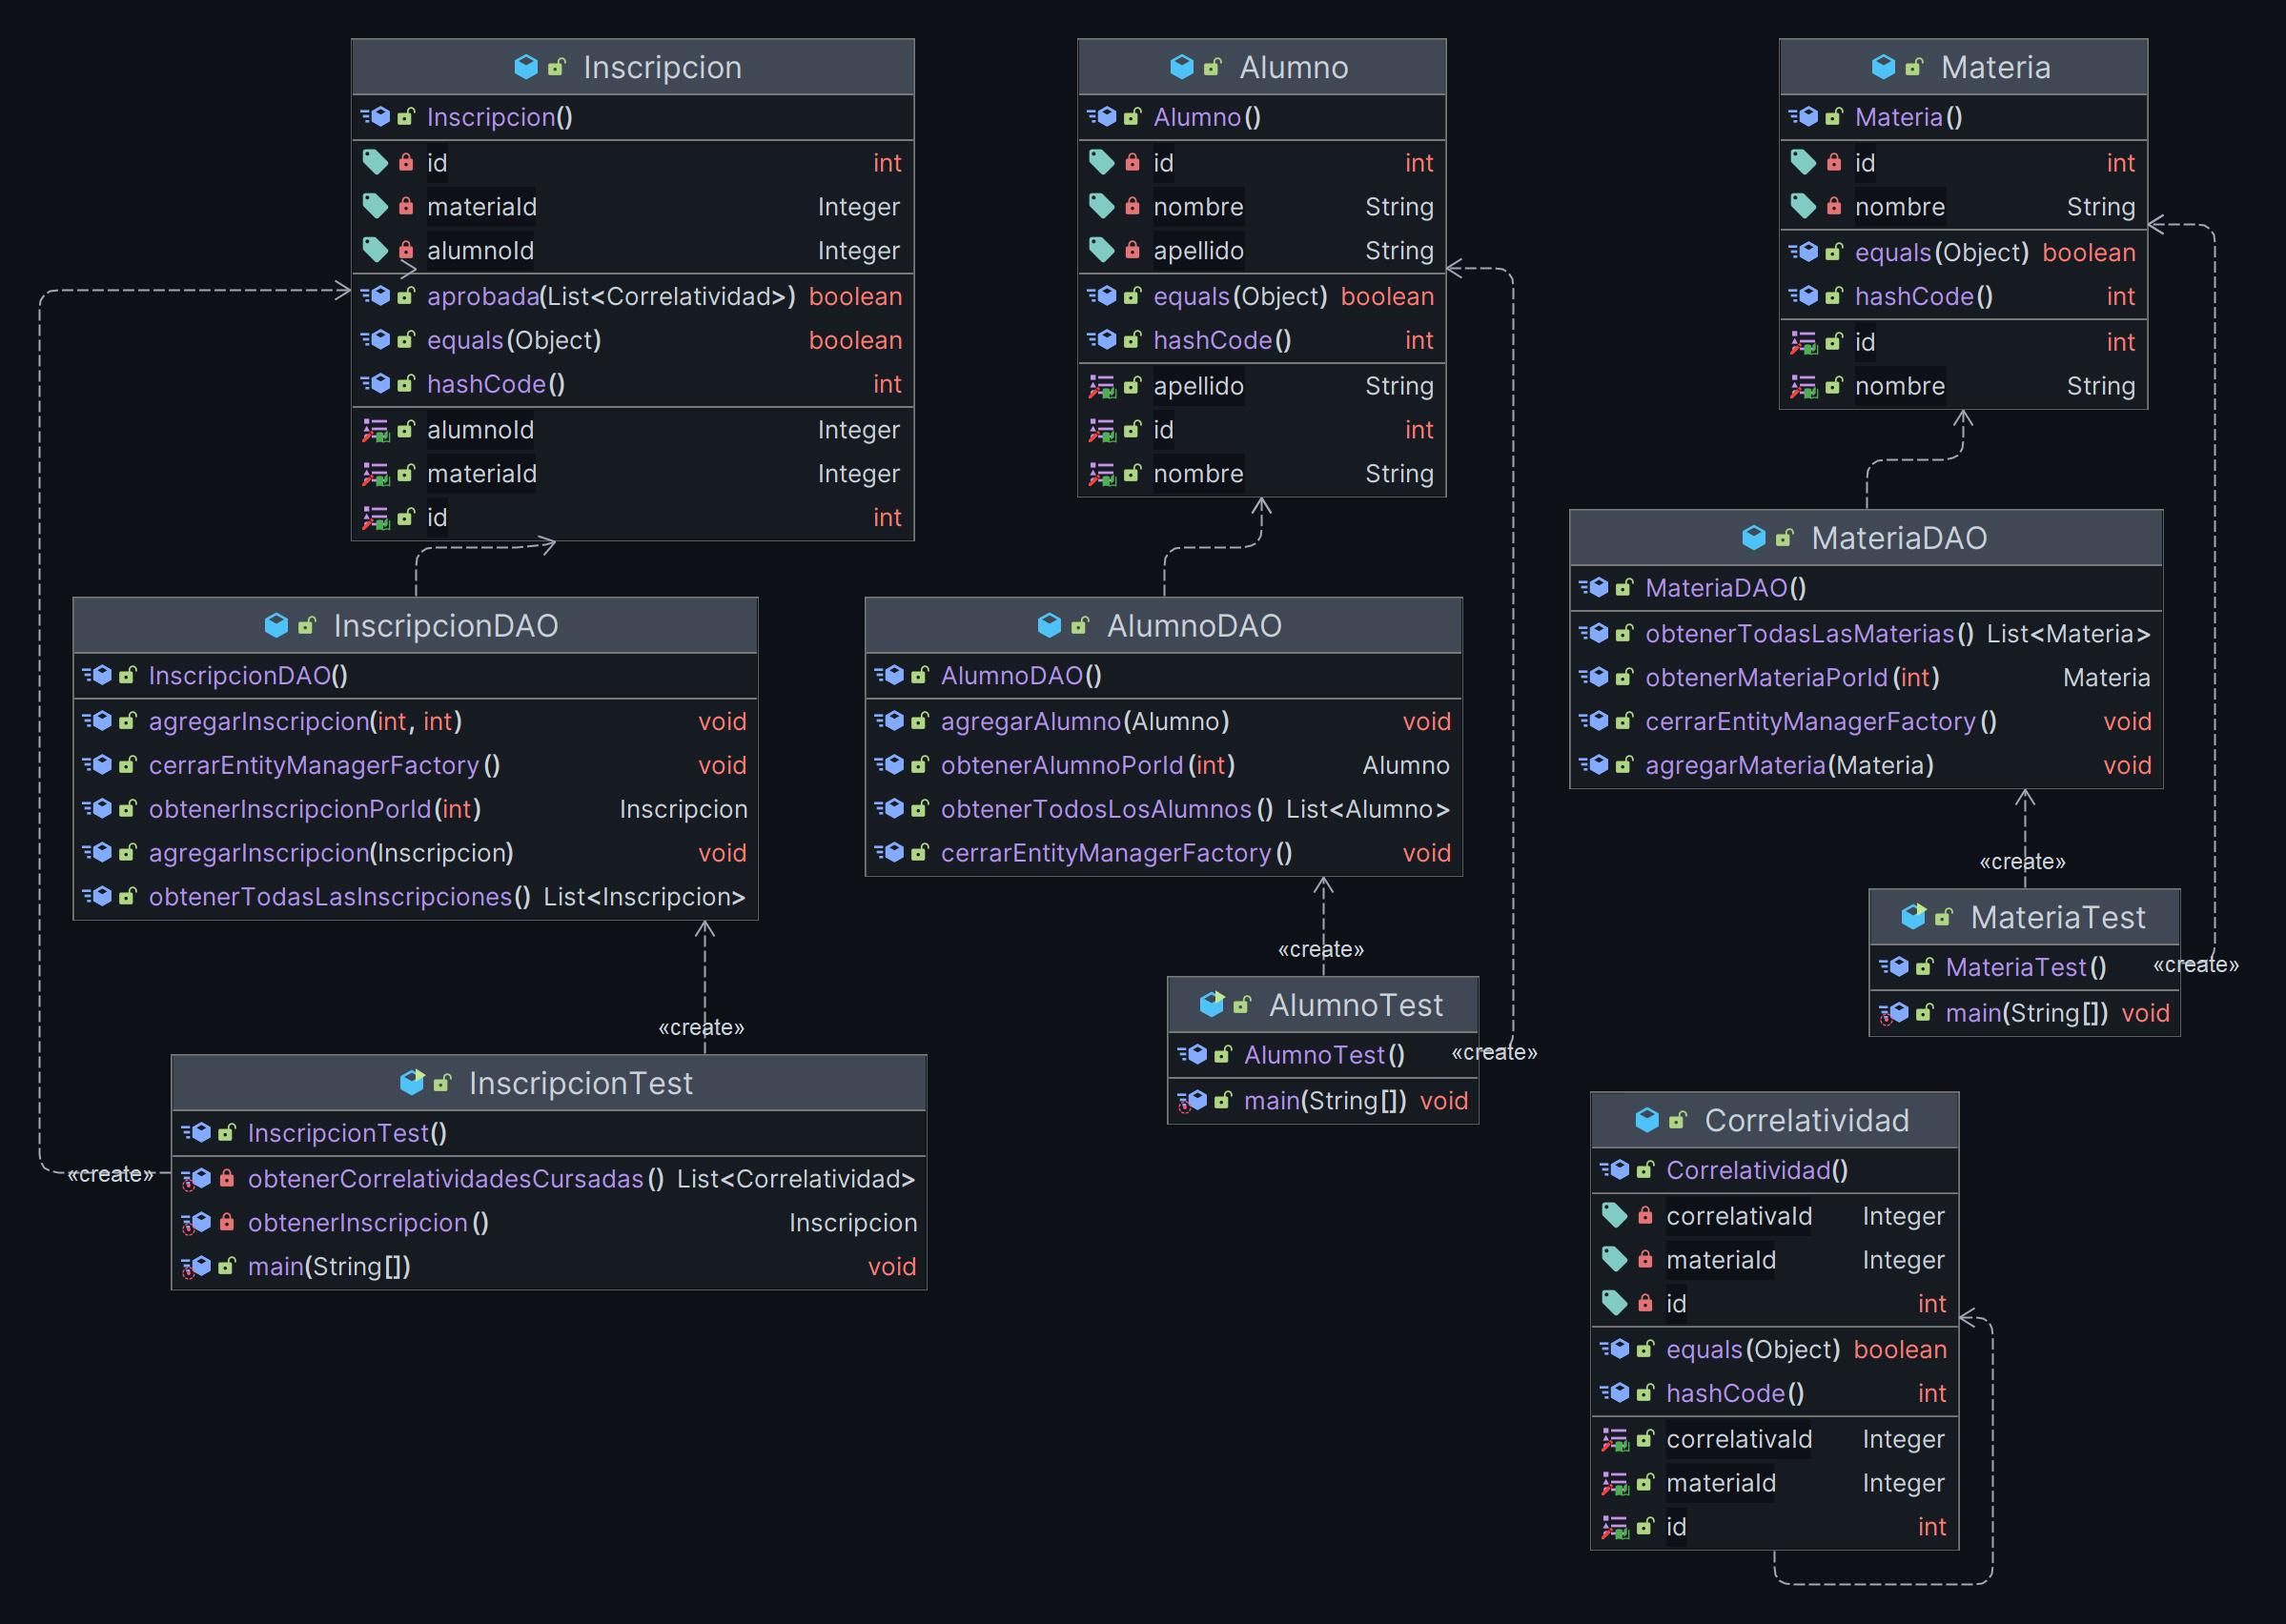 Inscripcion
Inscripcion()
id int
materiaId Integer
alumnoId Integer
aprobada(List<Correlatividad>) boolean
equals(Object) boolean
hashCode() int
alumnoId Integer
materiaId Integer
id int
Alumno
Alumno()
id int
nombre String
apellido String
equals(Object) boolean
hashCode() int
apellido String
id int
nombre String
Materia
Materia()
id int
nombre String
equals(Object) boolean
hashCode() int
id int
nombre String
InscripcionDAO
InscripcionDAO()
agregarInscripcion(int, int) void
cerrarEntityManagerFactory() void
obtenerInscripcionPorId(int) Inscripcion
agregarInscripcion(Inscripcion) void
obtenerTodasLasInscripciones() List<Inscripcion>
AlumnoDAO
AlumnoDAO()
agregarAlumno(Alumno) void
obtenerAlumnoPorId(int) Alumno
obtenerTodosLosAlumnos() List<Alumno>
cerrarEntityManagerFactory() void
MateriaDAO
MateriaDAO()
obtenerTodasLasMaterias() List<Materia>
obtenerMateriaPorId(int) Materia
cerrarEntityManagerFactory() void
agregarMateria(Materia) void
«create»
«create»
«create»
InscripcionTest
InscripcionTest()
obtenerCorrelatividadesCursadas() List<Correlatividad>
obtenerInscripcion() Inscripcion
main(String[]) void
«create»
AlumnoTest
AlumnoTest()
main(String[]) void
«create»
MateriaTest
MateriaTest()
main(String[]) void
«create»
Correlatividad
Correlatividad()
correlativaId Integer
materiaId Integer
id int
equals(Object) boolean
hashCode() int
correlativaId Integer
materiaId Integer
id int